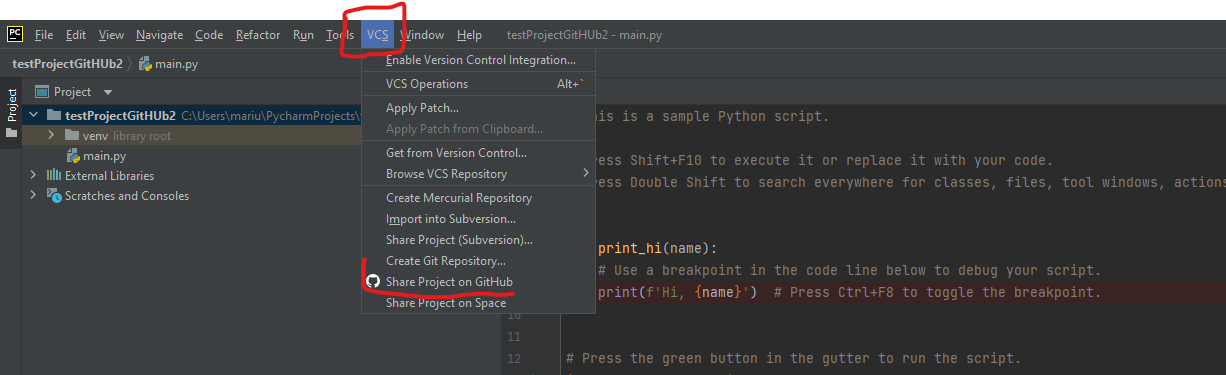 PC File Edit View Navigate Code Refactor Run Tools VCS Window Help testProjectGitHUb2 - main.py
testProjectGitHUb2 main.py
Project
Project
testProjectGitHUb2 C:\Users\mariu\PycharmProjects\
venv library root
main.py
External Libraries
Scratches and Consoles
Enable Version Control Integration...
VCS Operations Alt+`
Apply Patch...
Apply Patch from Clipboard...
Get from Version Control...
Browse VCS Repository
Create Mercurial Repository
Import into Subversion...
Share Project (Subversion)...
Create Git Repository...
Share Project on GitHub
Share Project on Space
his is a sample Python script.
ress Shift+F10 to execute it or replace it with your code.
ress Double Shift to search everywhere for classes, files, tool windows, actions
print_hi(name):
# Use a breakpoint in the code line below to debug your script.
print(f'Hi, {name}') # Press Ctrl+F8 to toggle the breakpoint.
10
11
12 # Press the green button in the gutter to run the script.